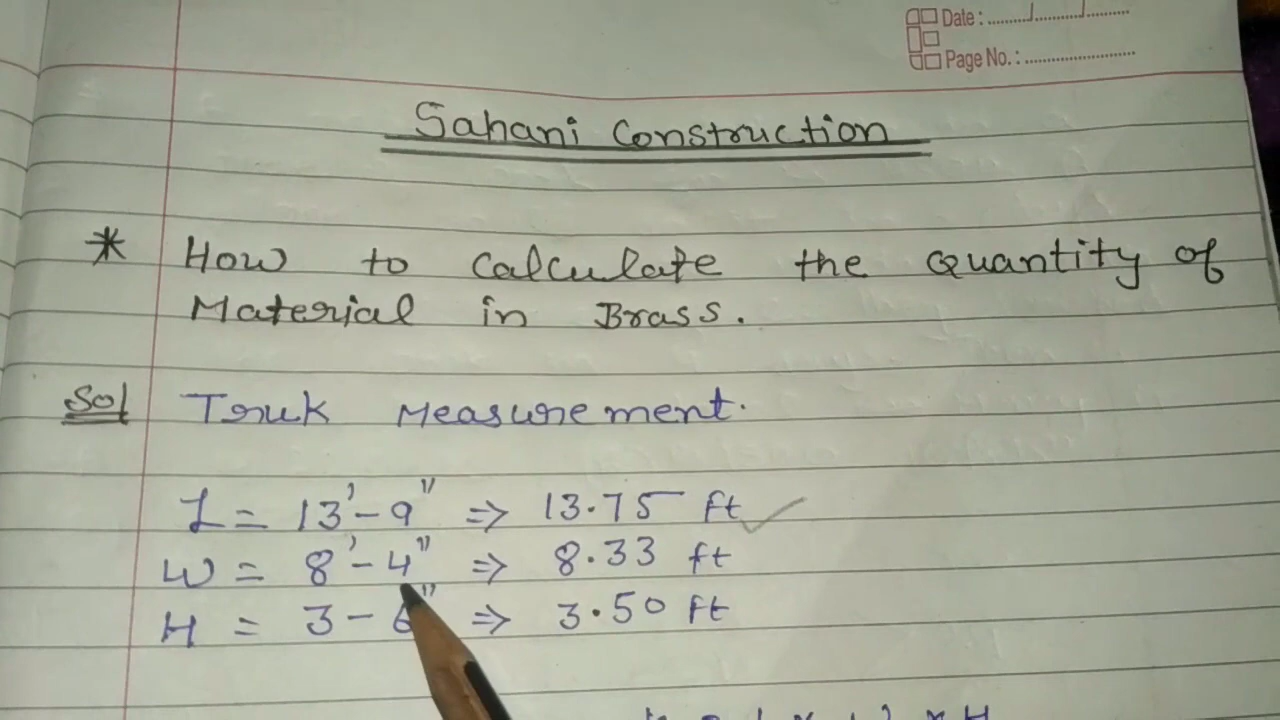 Date : ........./........./.........
Page No. : ........................
Sahani Construction
* How to Calculate the Quantity of
Material in Brass.
Sol Truk Measurement.
L = 13'-9" => 13.75 ft ✓
W = 8'-4" => 8.33 ft
H = 3-6" => 3.50 ft